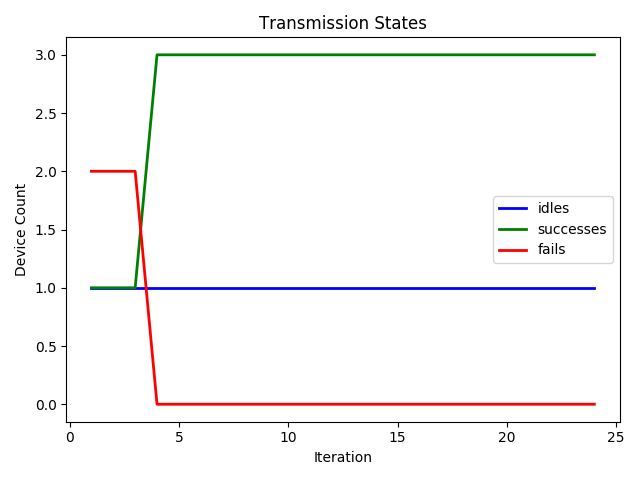 Transmission States
Device Count
3.0
2.5
2.0
1.5
1.0
0.5
0.0
idles
successes
fails
0 5 10 15 20 25
Iteration